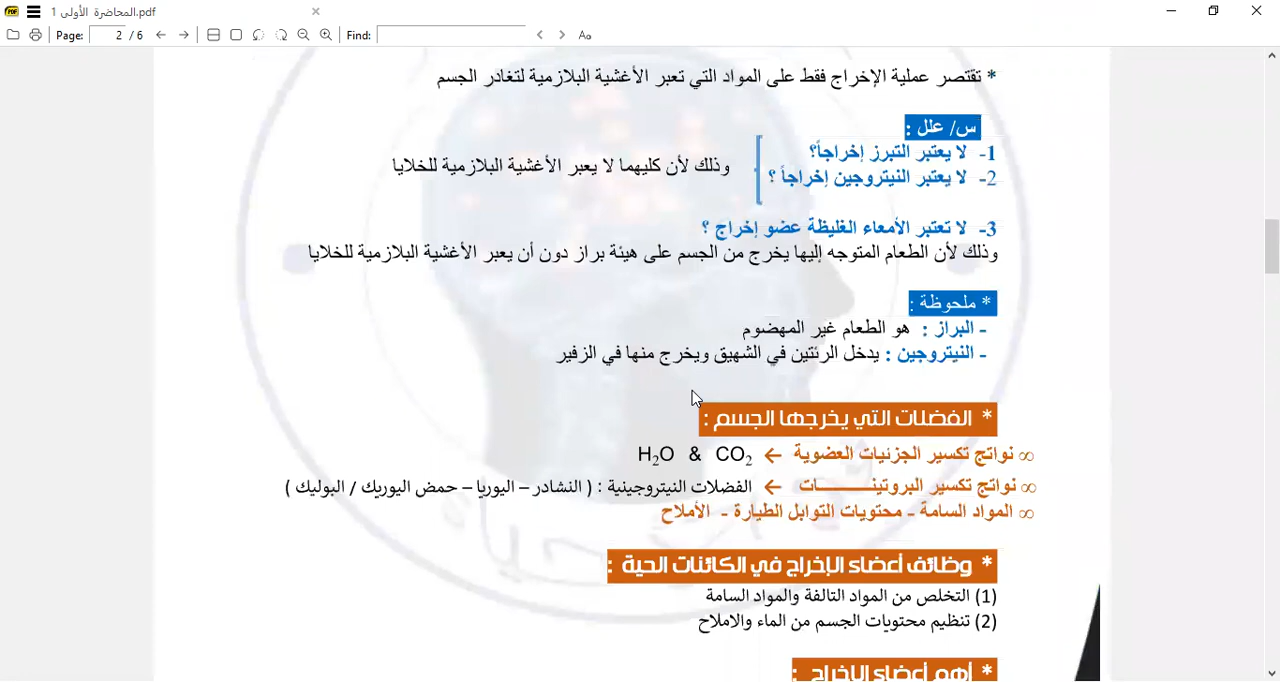 المحاضرة الأولى 1.pdf
Page: 2 / 6 Find: Aa
* تقتصر عملية الإخراج فقط على المواد التي تعبر الأغشية البلازمية لتغادر الجسم
س/ علل :
1- لا يعتبر التبرز إخراجاً؟
2- لا يعتبر النيتروجين إخراجاً ؟
وذلك لأن كليهما لا يعبر الأغشية البلازمية للخلايا
3- لا تعتبر الأمعاء الغليظة عضو إخراج ؟
وذلك لأن الطعام المتوجه إليها يخرج من الجسم على هيئة براز دون أن يعبر الأغشية البلازمية للخلايا
* ملحوظة :
- البراز : هو الطعام غير المهضوم
- النيتروجين : يدخل الرئتين في الشهيق ويخرج منها في الزفير
* الفضلات التي يخرجها الجسم :
∞ نواتج تكسير الجزئيات العضوية ← CO2 & H2O
∞ نواتج تكسير البروتينـــــــــات ← الفضلات النيتروجينية : ( النشادر – اليوريا – حمض اليوريك / البوليك )
∞ المواد السامة - محتويات التوابل الطيارة - الأملاح
* وظائف أعضاء الإخراج في الكائنات الحية :
(1) التخلص من المواد التالفة والمواد السامة
(2) تنظيم محتويات الجسم من الماء والاملاح
* أهم أعضاء الإخراج :